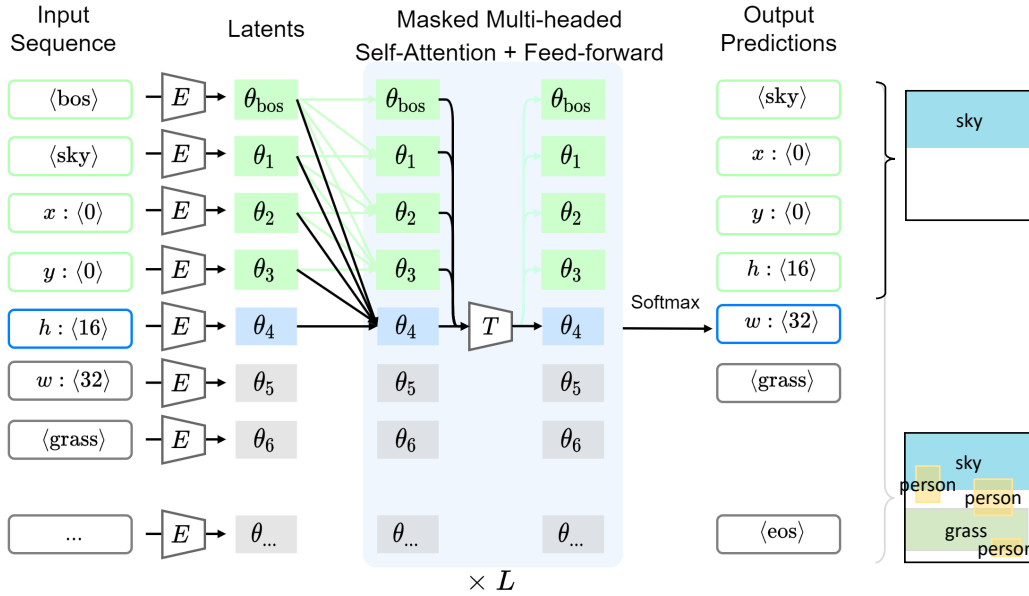 Input Sequence
Latents
Masked Multi-headed Self-Attention + Feed-forward
Output Predictions
⟨bos⟩ E θbos θbos θbos ⟨sky⟩
sky
⟨sky⟩ E θ1 θ1 θ1 x : ⟨0⟩
x : ⟨0⟩ E θ2 θ2 θ2 y : ⟨0⟩
y : ⟨0⟩ E θ3 θ3 θ3 h : ⟨16⟩
h : ⟨16⟩ E θ4 θ4 T θ4 Softmax w : ⟨32⟩
w : ⟨32⟩ E θ5 θ5 θ5 ⟨grass⟩
⟨grass⟩ E θ6 θ6 θ6
sky
person
person
grass
person
... E θ... θ... θ... ⟨eos⟩
× L